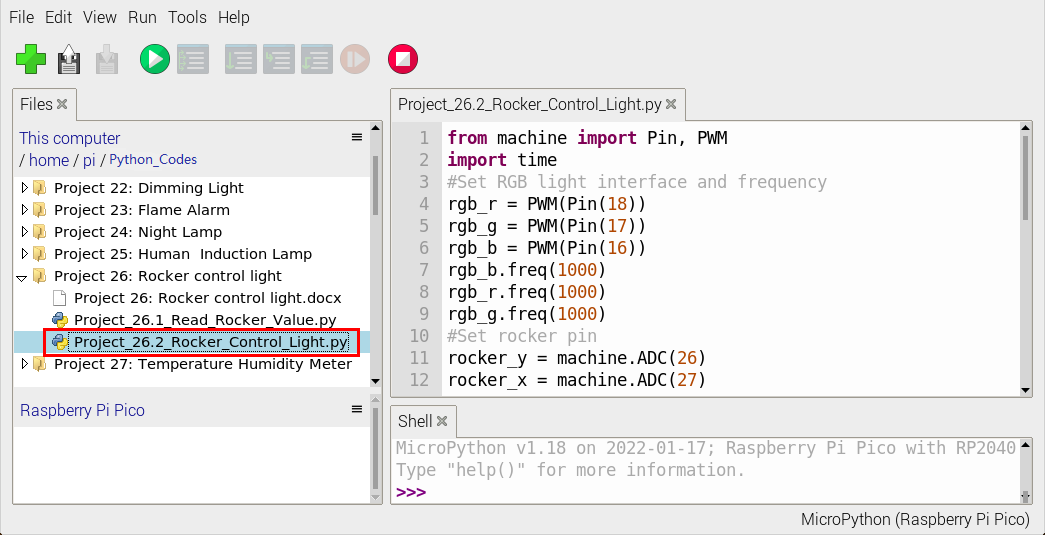 File Edit View Run Tools Help
Files
This computer
/ home / pi / Python_Codes
Project 22: Dimming Light
Project 23: Flame Alarm
Project 24: Night Lamp
Project 25: Human  Induction Lamp
Project 26: Rocker control light
Project 26: Rocker control light.docx
Project_26.1_Read_Rocker_Value.py
Project_26.2_Rocker_Control_Light.py
Project 27: Temperature Humidity Meter
Raspberry Pi Pico
Project_26.2_Rocker_Control_Light.py
1 from machine import Pin, PWM
2 import time
3 #Set RGB light interface and frequency
4 rgb_r = PWM(Pin(18))
5 rgb_g = PWM(Pin(17))
6 rgb_b = PWM(Pin(16))
7 rgb_b.freq(1000)
8 rgb_r.freq(1000)
9 rgb_g.freq(1000)
10 #Set rocker pin
11 rocker_y = machine.ADC(26)
12 rocker_x = machine.ADC(27)
Shell
MicroPython v1.18 on 2022-01-17; Raspberry Pi Pico with RP2040
Type "help()" for more information.
>>>
MicroPython (Raspberry Pi Pico)